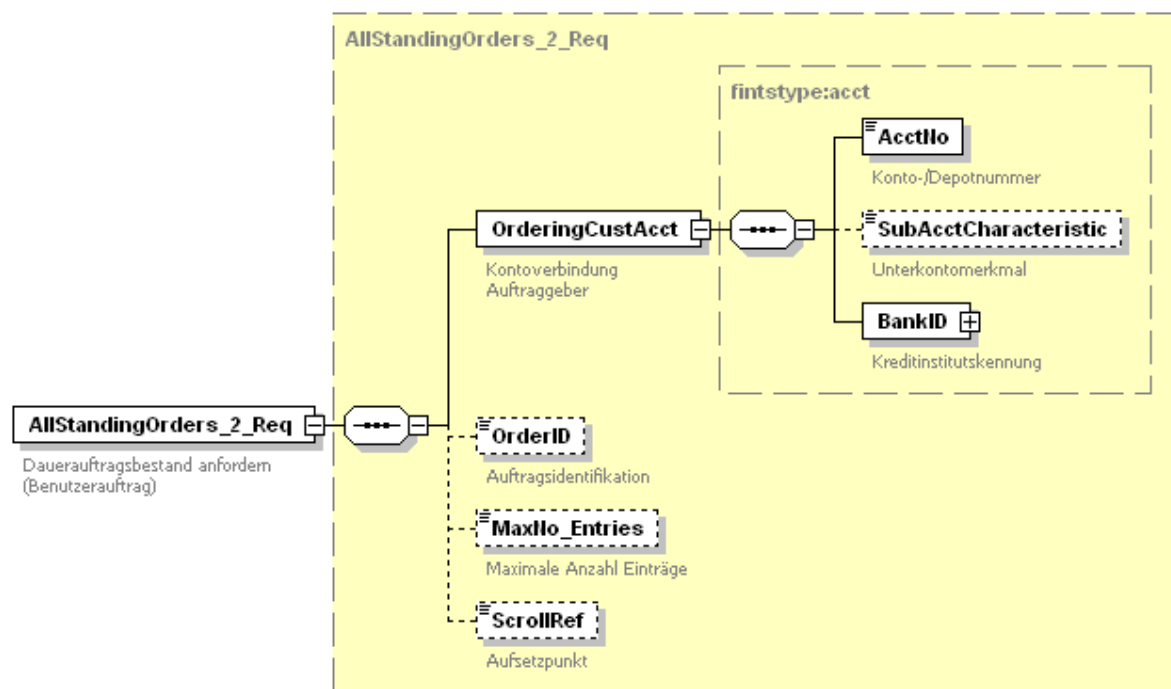 AllStandingOrders_2_Req
fintstype:acct
AcctNo
Konto-/Depotnummer
OrderingCustAcct
Kontoverbindung
Auftraggeber
SubAcctCharacteristic
Unterkontomerkmal
BankID
Kreditinstitutskennung
AllStandingOrders_2_Req
Dauerauftragsbestand anfordern
(Benutzerauftrag)
OrderID
Auftragsidentifikation
MaxNo_Entries
Maximale Anzahl Einträge
ScrollRef
Aufsetzpunkt